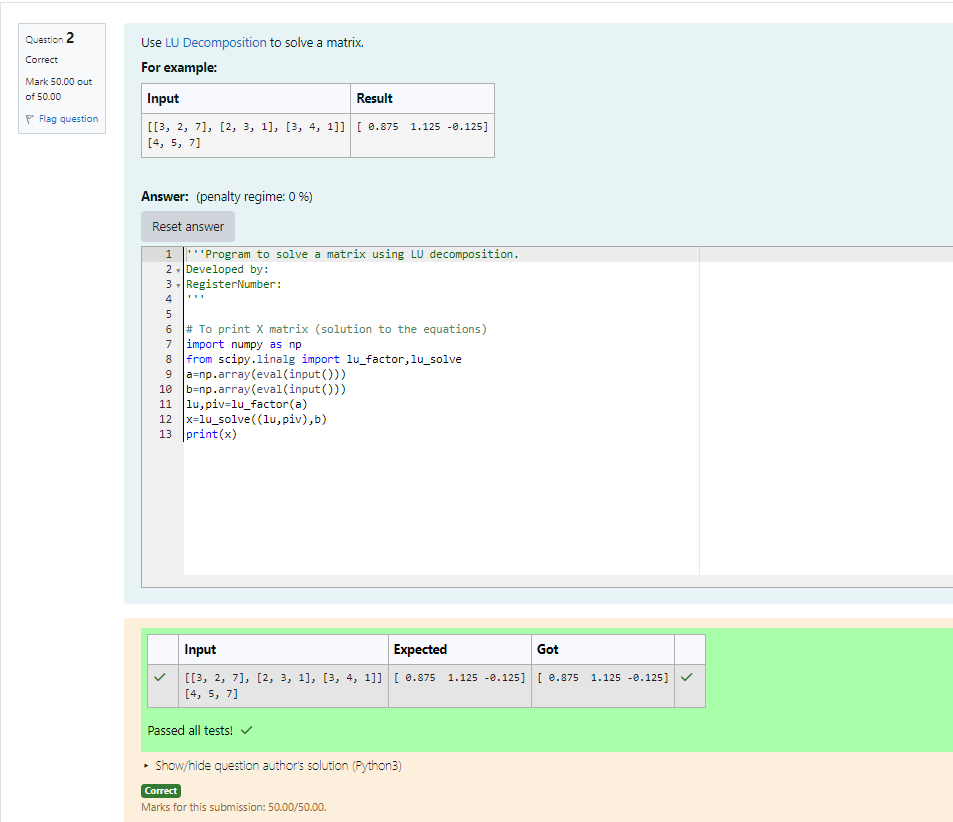 Question 2
Correct
Mark 50.00 out
of 50.00
Flag question
Use LU Decomposition to solve a matrix.
For example:
Input Result
[[3, 2, 7], [2, 3, 1], [3, 4, 1]] [ 0.875  1.125 -0.125]
[4, 5, 7]
Answer: (penalty regime: 0 %)
Reset answer
1 '''Program to solve a matrix using LU decomposition.
2 Developed by:
3 RegisterNumber:
4 '''
5
6 # To print X matrix (solution to the equations)
7 import numpy as np
8 from scipy.linalg import lu_factor,lu_solve
9 a=np.array(eval(input()))
10 b=np.array(eval(input()))
11 lu,piv=lu_factor(a)
12 x=lu_solve((lu,piv),b)
13 print(x)
Input Expected Got
[[3, 2, 7], [2, 3, 1], [3, 4, 1]] [ 0.875  1.125 -0.125] [ 0.875  1.125 -0.125]
[4, 5, 7]
Passed all tests!
Show/hide question author's solution (Python3)
Correct
Marks for this submission: 50.00/50.00.